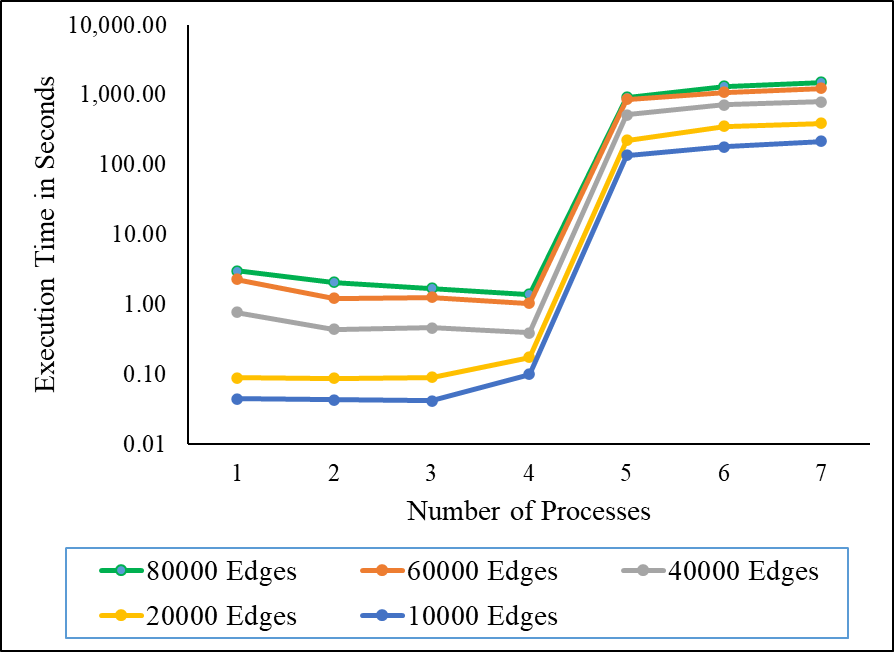 10,000.00
1,000.00
100.00
10.00
1.00
0.10
0.01
Execution Time in Seconds
1 2 3 4 5 6 7
Number of Processes
80000 Edges 60000 Edges 40000 Edges
20000 Edges 10000 Edges